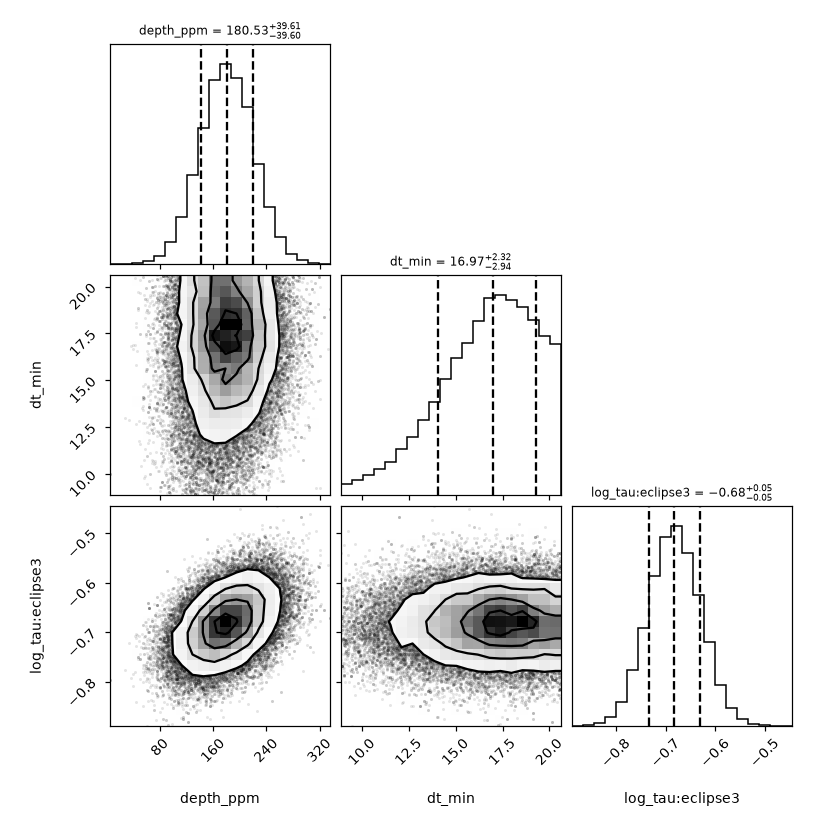 depth_ppm = 180.53+39.61 −39.60
dt_min = 16.97+2.32 −2.94
20.0
17.5
15.0
12.5
10.0
dt_min
log_tau:eclipse3 = −0.68+0.05 −0.05
−0.5
−0.6
−0.7
−0.8
log_tau:eclipse3
80 160 240 320 10.0 12.5 15.0 17.5 20.0 −0.8 −0.7 −0.6 −0.5
depth_ppm dt_min log_tau:eclipse3